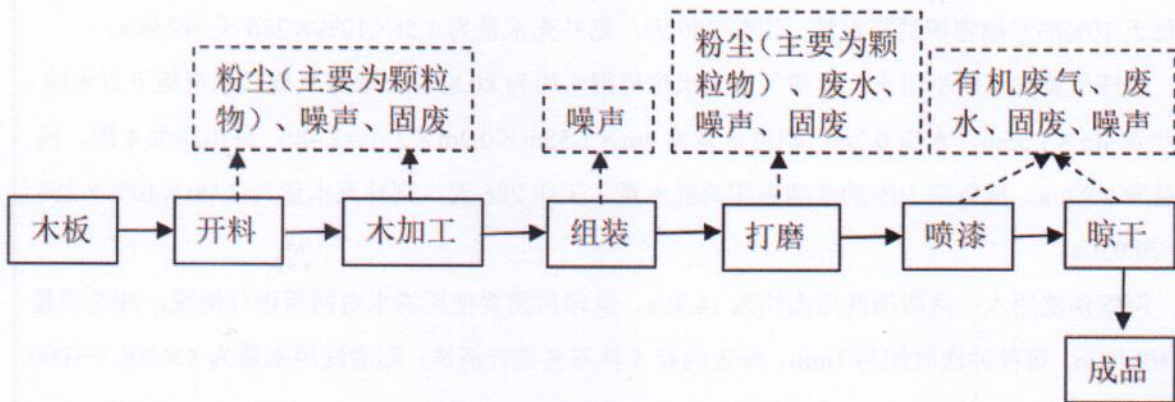 粉尘（主要为颗粒
物）、噪声、固废
噪声
粉尘（主要为颗
粒物）、废水、
噪声、固废
有机废气、废
水、固废、噪声
木板
开料
木加工
组装
打磨
喷漆
晾干
成品